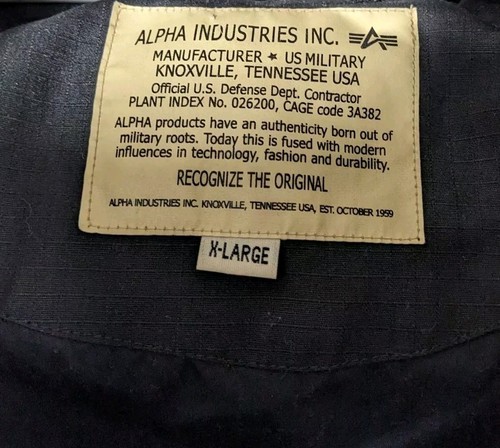 ALPHA INDUSTRIES INC.
MANUFACTURER ★ US MILITARY
KNOXVILLE, TENNESSEE USA
Official U.S. Defense Dept. Contractor
PLANT INDEX No. 026200, CAGE code 3A382
ALPHA products have an authenticity born out of
military roots. Today this is fused with modern
influences in technology, fashion and durability.
RECOGNIZE THE ORIGINAL
ALPHA INDUSTRIES INC. KNOXVILLE, TENNESSEE USA, EST. OCTOBER 1959
X-LARGE